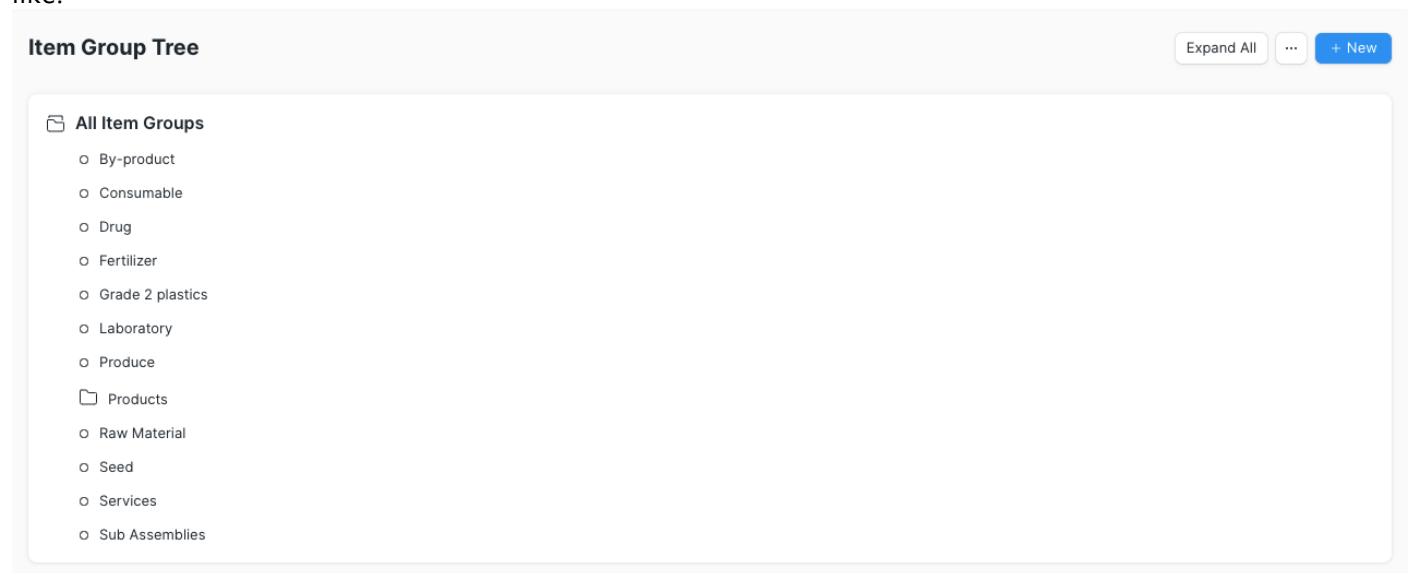 like:
Item Group Tree
Expand All ... + New
All Item Groups
By-product
Consumable
Drug
Fertilizer
Grade 2 plastics
Laboratory
Produce
Products
Raw Material
Seed
Services
Sub Assemblies